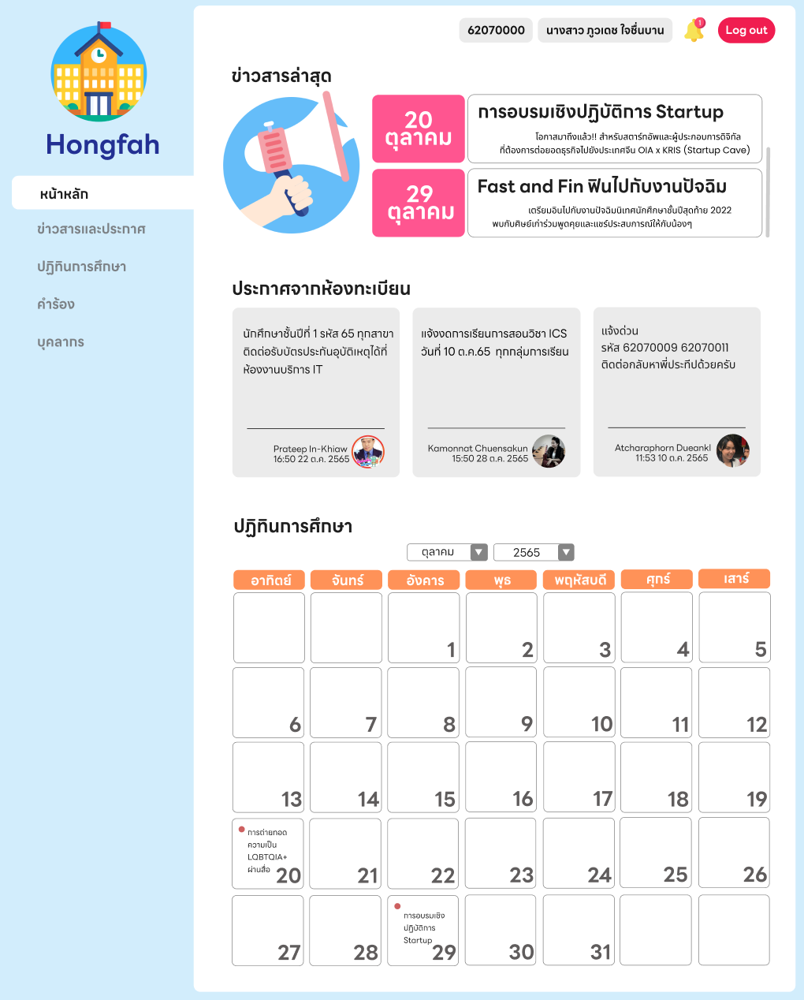 Hongfah
หน้าหลัก
ข่าวสารและประกาศ
ปฏิทินการศึกษา
คำร้อง
บุคลากร
62070000
นางสาว ภูวเดช ใจชื่นบาน
1
Log out
ข่าวสารล่าสุด
20
ตุลาคม
การอบรมเชิงปฏิบัติการ Startup
โอกาสมาถึงแล้ว!! สำหรับสตาร์ทอัพและผู้ประกอบการดิจิทัล
ที่ต้องการต่อยอดธุรกิจไปยังประเทศจีน OIA x KRIS (Startup Cave)
29
ตุลาคม
Fast and Fin ฟินไปกับงานปัจฉิม
เตรียมอินไปกับงานปัจฉิมนิเทศนักศึกษาชั้นปีสุดท้าย 2022
พบกับศิษย์เก่าร่วมพูดคุยและแชร์ประสบการณ์ให้กับน้องๆ
ประกาศจากห้องทะเบียน
นักศึกษาชั้นปีที่ 1 รหัส 65 ทุกสาขา
ติดต่อรับบัตรประกันอุบัติเหตุได้ที่
ห้องงานบริการ IT
Prateep In-Khiaw
16:50 22 ต.ค. 2565
แจ้งงดการเรียนการสอนวิชา ICS
วันที่ 10 ต.ค.65 ทุกกลุ่มการเรียน
Kamonnat Chuensakun
15:50 28 ต.ค. 2565
แจ้งด่วน
รหัส 62070009 62070011
ติดต่อกลับหาพี่ประทีปด้วยครับ
Atcharaphorn Dueankl
11:53 10 ต.ค. 2565
ปฏิทินการศึกษา
ตุลาคม 2565
อาทิตย์ จันทร์ อังคาร พุธ พฤหัสบดี ศุกร์ เสาร์
1 2 3 4 5
6 7 8 9 10 11 12
13 14 15 16 17 18 19
การถ่ายทอด
ความเป็น
LQBTQIA+
ผ่านสื่อ
20 21 22 23 24 25 26
การอบรมเชิง
ปฏิบัติการ
Startup
27 28 29 30 31